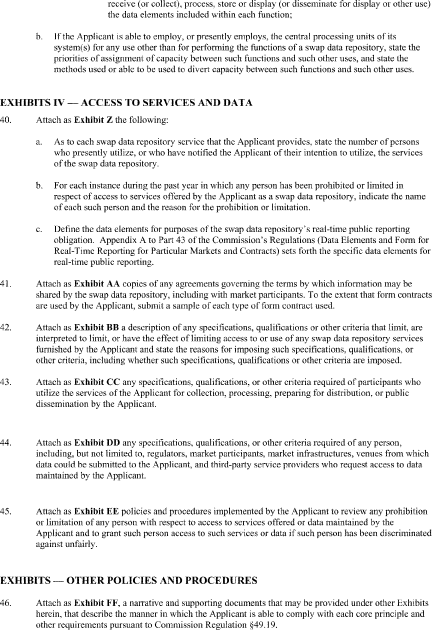 receive (or collect), process, store or display (or disseminate for display or other use)
the data elements included within each function;
b. If the Applicant is able to employ, or presently employs, the central processing units of its
system(s) for any use other than for performing the functions of a swap data repository, state the
priorities of assignment of capacity between such functions and such other uses, and state the
methods used or able to be used to divert capacity between such functions and such other uses.
EXHIBITS IV — ACCESS TO SERVICES AND DATA
40. Attach as Exhibit Z the following:
a. As to each swap data repository service that the Applicant provides, state the number of persons
who presently utilize, or who have notified the Applicant of their intention to utilize, the services
of the swap data repository.
b. For each instance during the past year in which any person has been prohibited or limited in
respect of access to services offered by the Applicant as a swap data repository, indicate the name
of each such person and the reason for the prohibition or limitation.
c. Define the data elements for purposes of the swap data repository's real-time public reporting
obligation. Appendix A to Part 43 of the Commission's Regulations (Data Elements and Form for
Real-Time Reporting for Particular Markets and Contracts) sets forth the specific data elements for
real-time public reporting.
41. Attach as Exhibit AA copies of any agreements governing the terms by which information may be
shared by the swap data repository, including with market participants. To the extent that form contracts
are used by the Applicant, submit a sample of each type of form contract used.
42. Attach as Exhibit BB a description of any specifications, qualifications or other criteria that limit, are
interpreted to limit, or have the effect of limiting access to or use of any swap data repository services
furnished by the Applicant and state the reasons for imposing such specifications, qualifications, or
other criteria, including whether such specifications, qualifications or other criteria are imposed.
43. Attach as Exhibit CC any specifications, qualifications, or other criteria required of participants who
utilize the services of the Applicant for collection, processing, preparing for distribution, or public
dissemination by the Applicant.
44. Attach as Exhibit DD any specifications, qualifications, or other criteria required of any person,
including, but not limited to, regulators, market participants, market infrastructures, venues from which
data could be submitted to the Applicant, and third-party service providers who request access to data
maintained by the Applicant.
45. Attach as Exhibit EE policies and procedures implemented by the Applicant to review any prohibition
or limitation of any person with respect to access to services offered or data maintained by the
Applicant and to grant such person access to such services or data if such person has been discriminated
against unfairly.
EXHIBITS — OTHER POLICIES AND PROCEDURES
46. Attach as Exhibit FF, a narrative and supporting documents that may be provided under other Exhibits
herein, that describe the manner in which the Applicant is able to comply with each core principle and
other requirements pursuant to Commission Regulation §49.19.